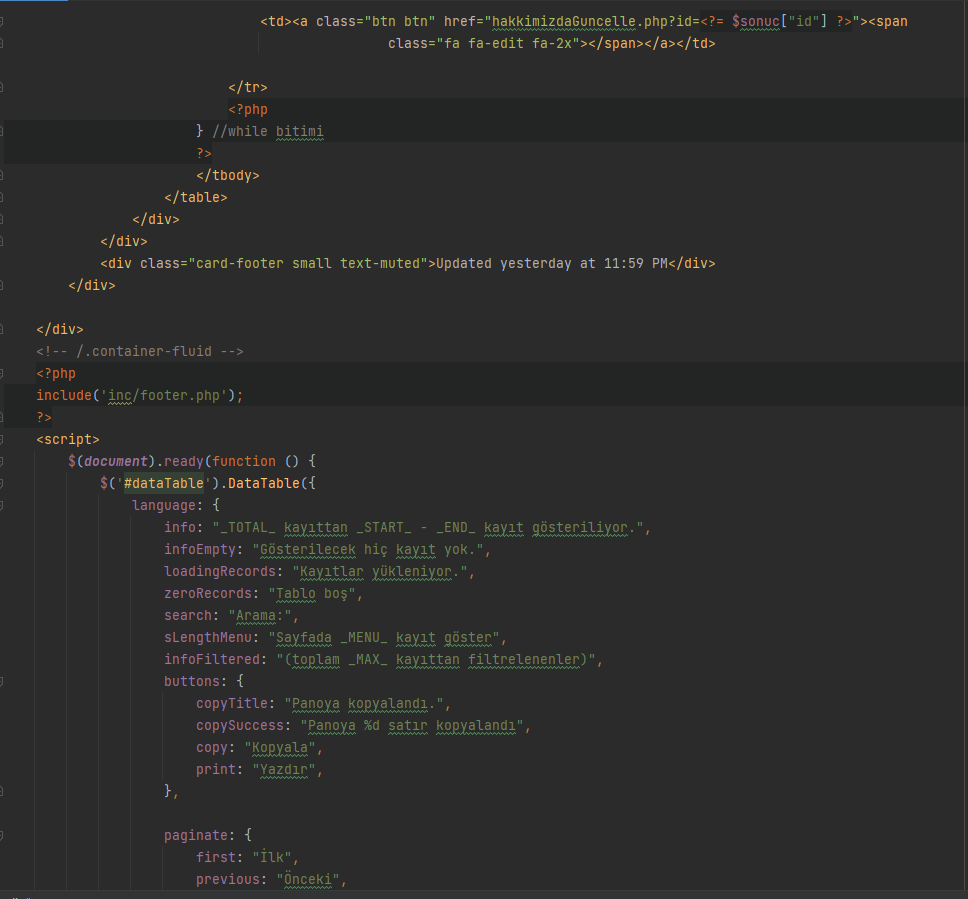 <td><a class="btn btn" href="hakkimizdaGuncelle.php?id=<?= $sonuc["id"] ?>"><span
class="fa fa-edit fa-2x"></span></a></td>
</tr>
<?php
} //while bitimi
?>
</tbody>
</table>
</div>
</div>
<div class="card-footer small text-muted">Updated yesterday at 11:59 PM</div>
</div>
</div>
<!-- /.container-fluid -->
<?php
include('inc/footer.php');
?>
<script>
$(document).ready(function () {
$('#dataTable').DataTable({
language: {
info: "_TOTAL_ kayıttan _START_ - _END_ kayıt gösteriliyor.",
infoEmpty: "Gösterilecek hiç kayıt yok.",
loadingRecords: "Kayıtlar yükleniyor.",
zeroRecords: "Tablo boş",
search: "Arama:",
sLengthMenu: "Sayfada _MENU_ kayıt göster",
infoFiltered: "(toplam _MAX_ kayıttan filtrelenenler)",
buttons: {
copyTitle: "Panoya kopyalandı.",
copySuccess: "Panoya %d satır kopyalandı",
copy: "Kopyala",
print: "Yazdır",
},
paginate: {
first: "İlk",
previous: "Önceki",